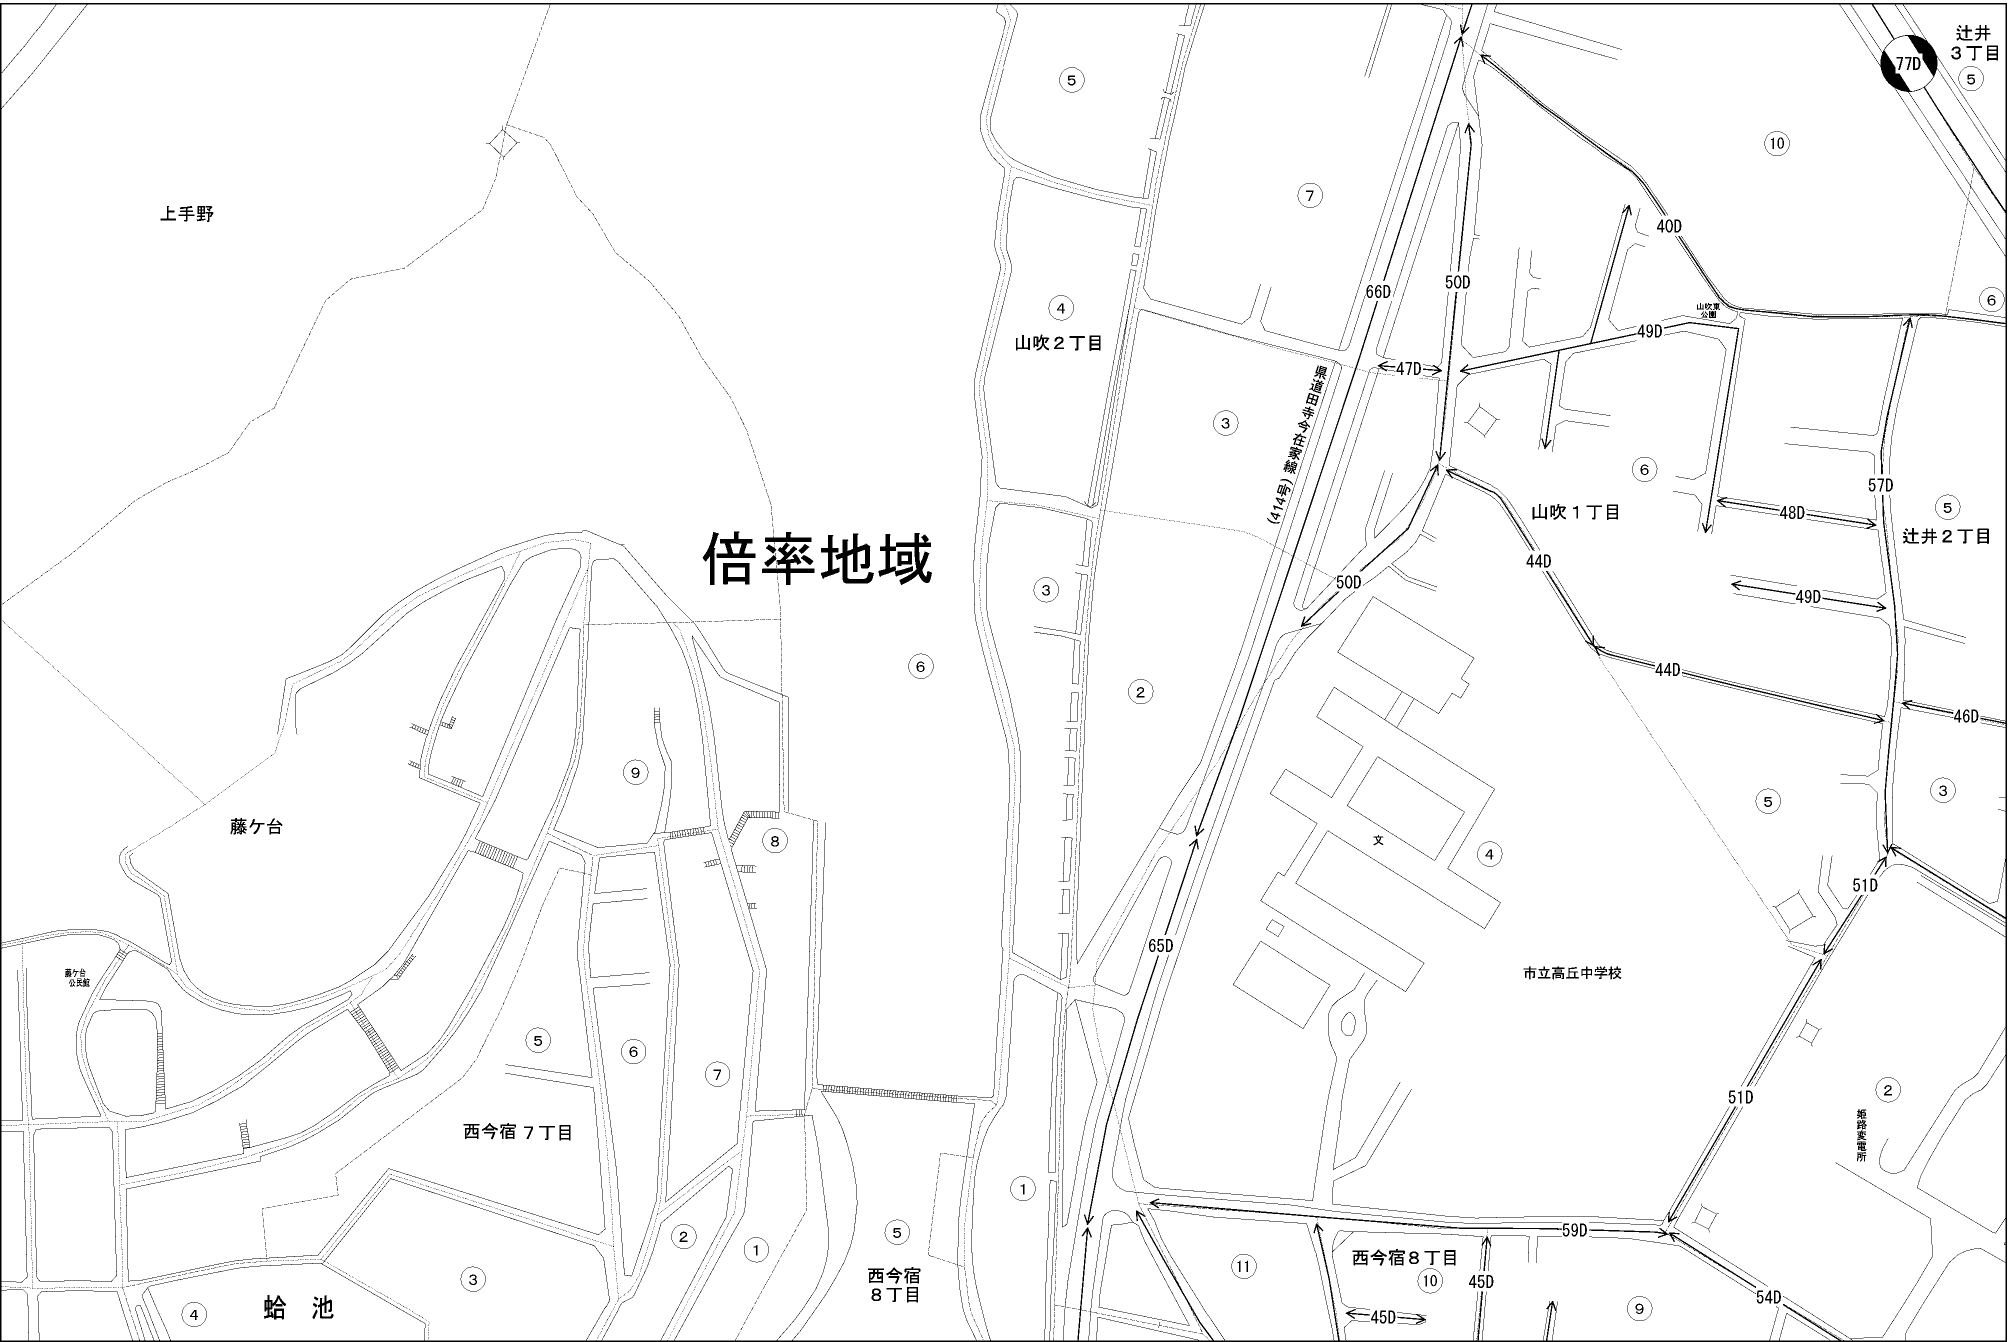 辻井
3丁目
77D
5
5
10
上手野
7
40D
66D
50D
6
4
山吹東
公園
49D
山吹2丁目
47D
県道田寺今在家線
(414号)
3
6
57D
5
山吹1丁目
48D
辻井2丁目
倍率地域
44D
50D
3
49D
6
44D
2
46D
9
3
5
藤ケ台
8
文
4
51D
65D
藤ケ台
公民館
市立高丘中学校
5
6
7
2
51D
姫路変電所
西今宿7丁目
1
5
2
1
59D
西今宿8丁目
11
10
45D
西今宿
8丁目
3
54D
蛤池
4
45D
9